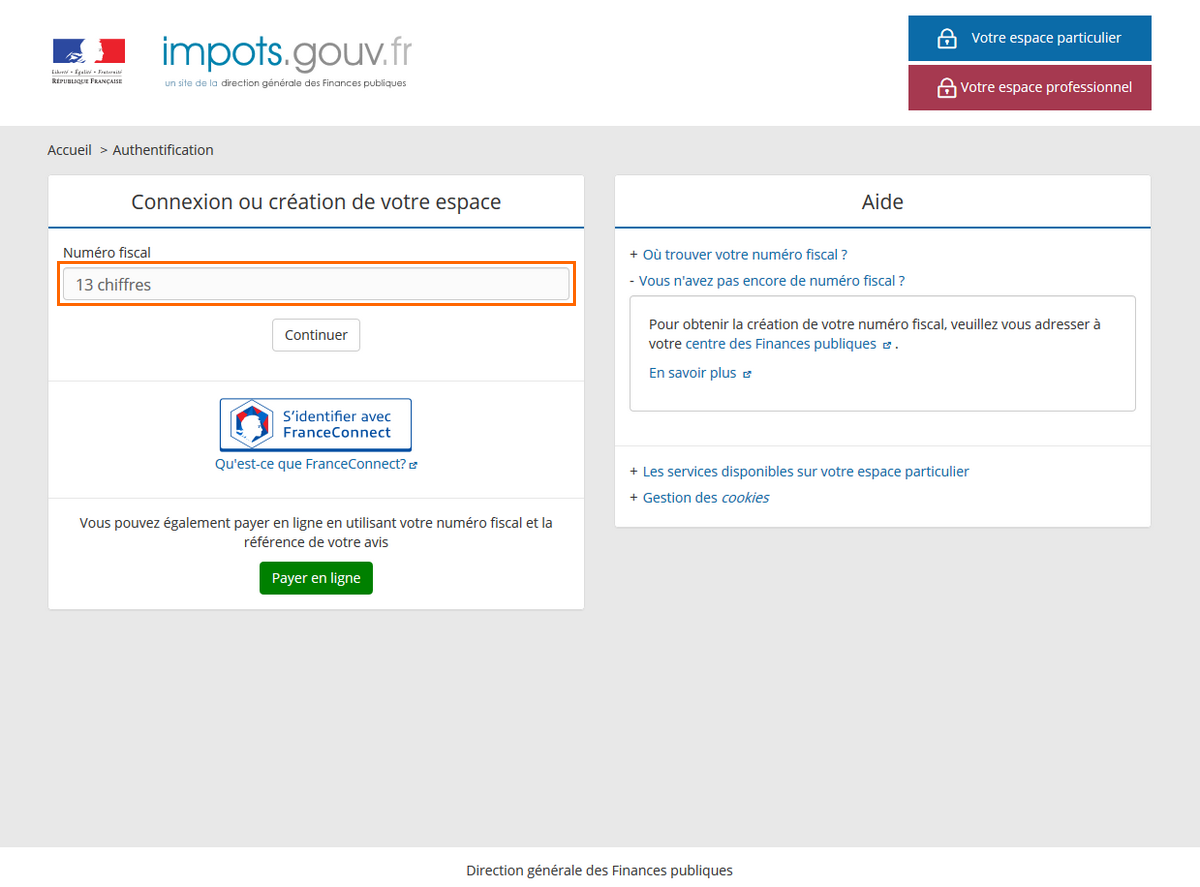 Liberté • Égalité • Fraternité
RÉPUBLIQUE FRANÇAISE
impots.gouv.fr
un site de la direction générale des Finances publiques
Votre espace particulier
Votre espace professionnel
Accueil > Authentification
Connexion ou création de votre espace
Numéro fiscal
13 chiffres
Continuer
S'identifier avec
FranceConnect
Qu'est-ce que FranceConnect?
Vous pouvez également payer en ligne en utilisant votre numéro fiscal et la
référence de votre avis
Payer en ligne
Aide
+ Où trouver votre numéro fiscal ?
- Vous n'avez pas encore de numéro fiscal ?
Pour obtenir la création de votre numéro fiscal, veuillez vous adresser à
votre centre des Finances publiques .
En savoir plus
+ Les services disponibles sur votre espace particulier
+ Gestion des cookies
Direction générale des Finances publiques